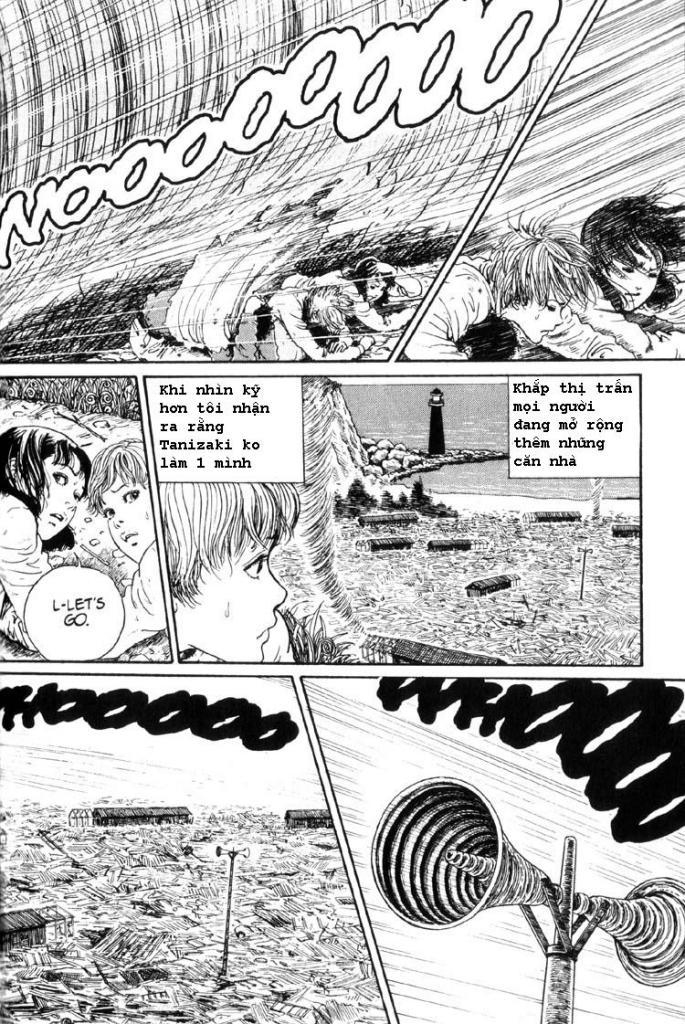 NOOOOOOOOO
L-LET'S
GO.
Khi nhìn kỹ
hơn tôi nhận
ra rằng
Tanizaki ko
làm 1 mình
Khắp thị trấn
mọi người
đang mở rộng
thêm những
căn nhà
WHOOOOOO
WHOOOO